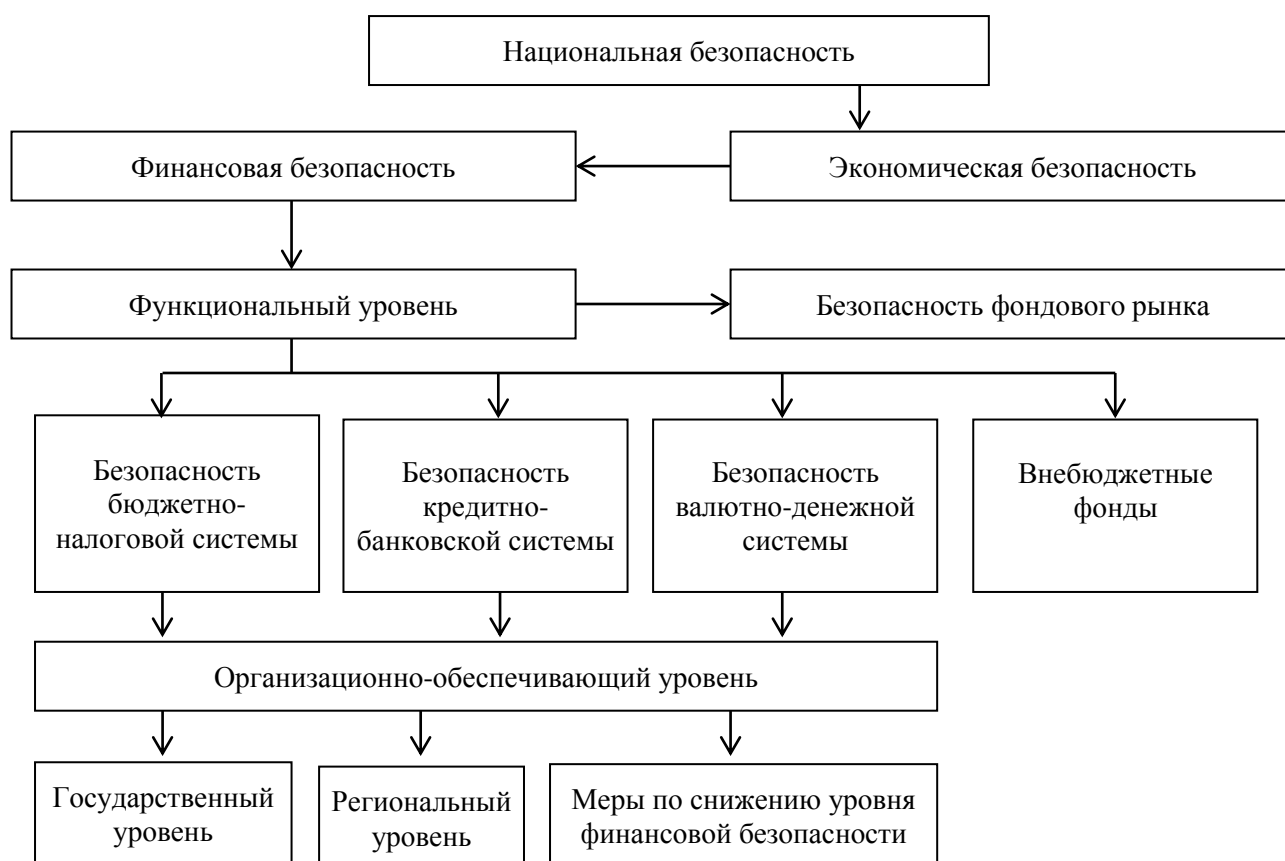 Национальная безопасность
Финансовая безопасность
Экономическая безопасность
Функциональный уровень
Безопасность фондового рынка
Безопасность
бюджетно-
налоговой системы
Безопасность
кредитно-
банковской системы
Безопасность
валютно-денежной
системы
Внебюджетные
фонды
Организационно-обеспечивающий уровень
Государственный
уровень
Региональный
уровень
Меры по снижению уровня
финансовой безопасности